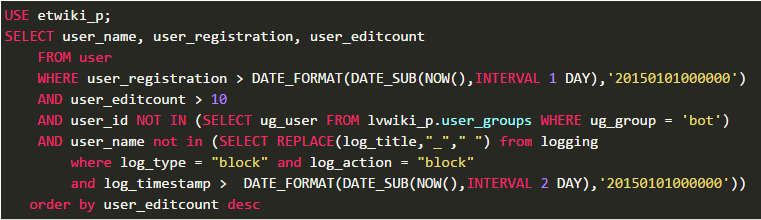 USE etwiki_p;
SELECT user_name, user_registration, user_editcount
FROM user
WHERE user_registration > DATE_FORMAT(DATE_SUB(NOW(),INTERVAL 1 DAY),'20150101000000')
AND user_editcount > 10
AND user_id NOT IN (SELECT ug_user FROM lvwiki_p.user_groups WHERE ug_group = 'bot')
AND user_name not in (SELECT REPLACE(log_title,"_"," ") from logging
where log_type = "block" and log_action = "block"
and log_timestamp >  DATE_FORMAT(DATE_SUB(NOW(),INTERVAL 2 DAY),'20150101000000'))
order by user_editcount desc